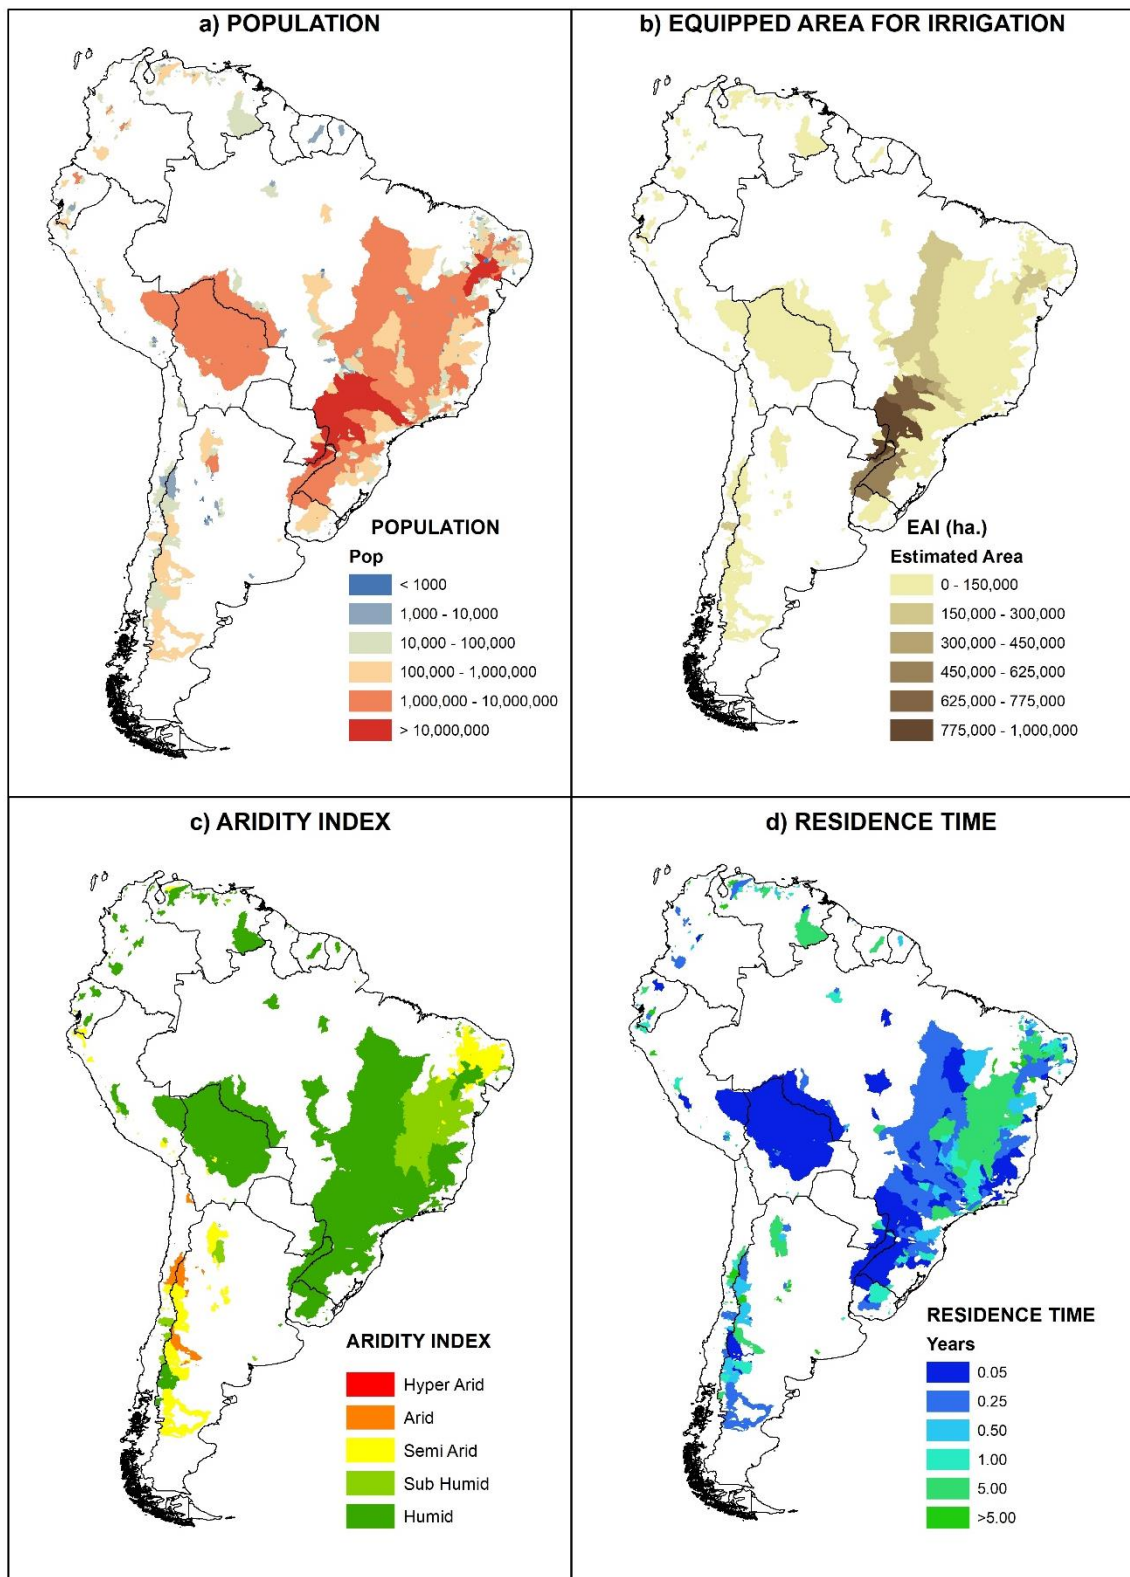 a) POPULATION
POPULATION
Pop
< 1000
1,000 - 10,000
10,000 - 100,000
100,000 - 1,000,000
1,000,000 - 10,000,000
> 10,000,000
b) EQUIPPED AREA FOR IRRIGATION
EAI (ha.)
Estimated Area
0 - 150,000
150,000 - 300,000
300,000 - 450,000
450,000 - 625,000
625,000 - 775,000
775,000 - 1,000,000
c) ARIDITY INDEX
ARIDITY INDEX
Hyper Arid
Arid
Semi Arid
Sub Humid
Humid
d) RESIDENCE TIME
RESIDENCE TIME
Years
0.05
0.25
0.50
1.00
5.00
>5.00